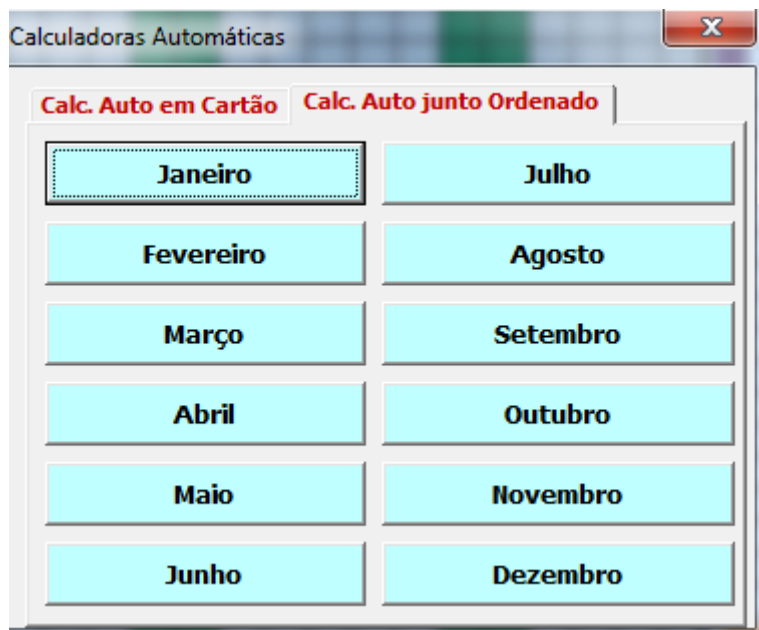 Calculadoras Automáticas
Calc. Auto em Cartão Calc. Auto junto Ordenado
Janeiro Julho
Fevereiro Agosto
Março Setembro
Abril Outubro
Maio Novembro
Junho Dezembro